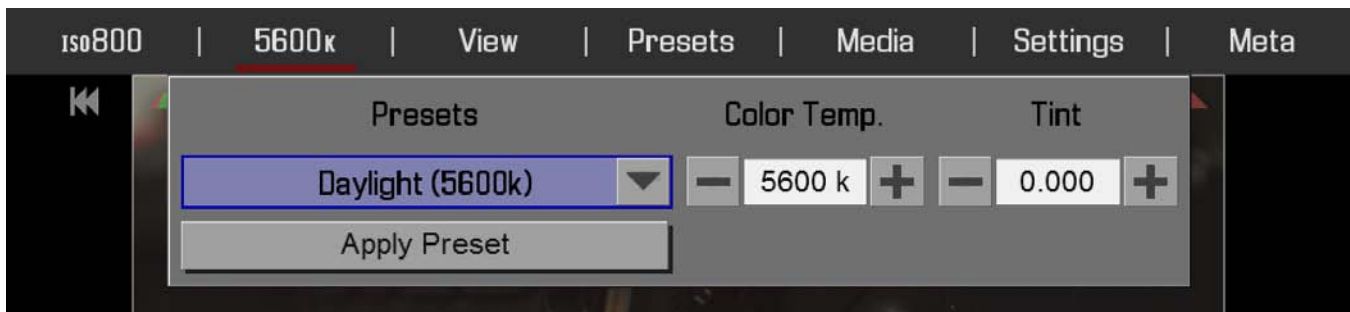 ISO800 | 5600K | View | Presets | Media | Settings | Meta
Presets Color Temp. Tint
Daylight (5600k) 5600 k 0.000
Apply Preset